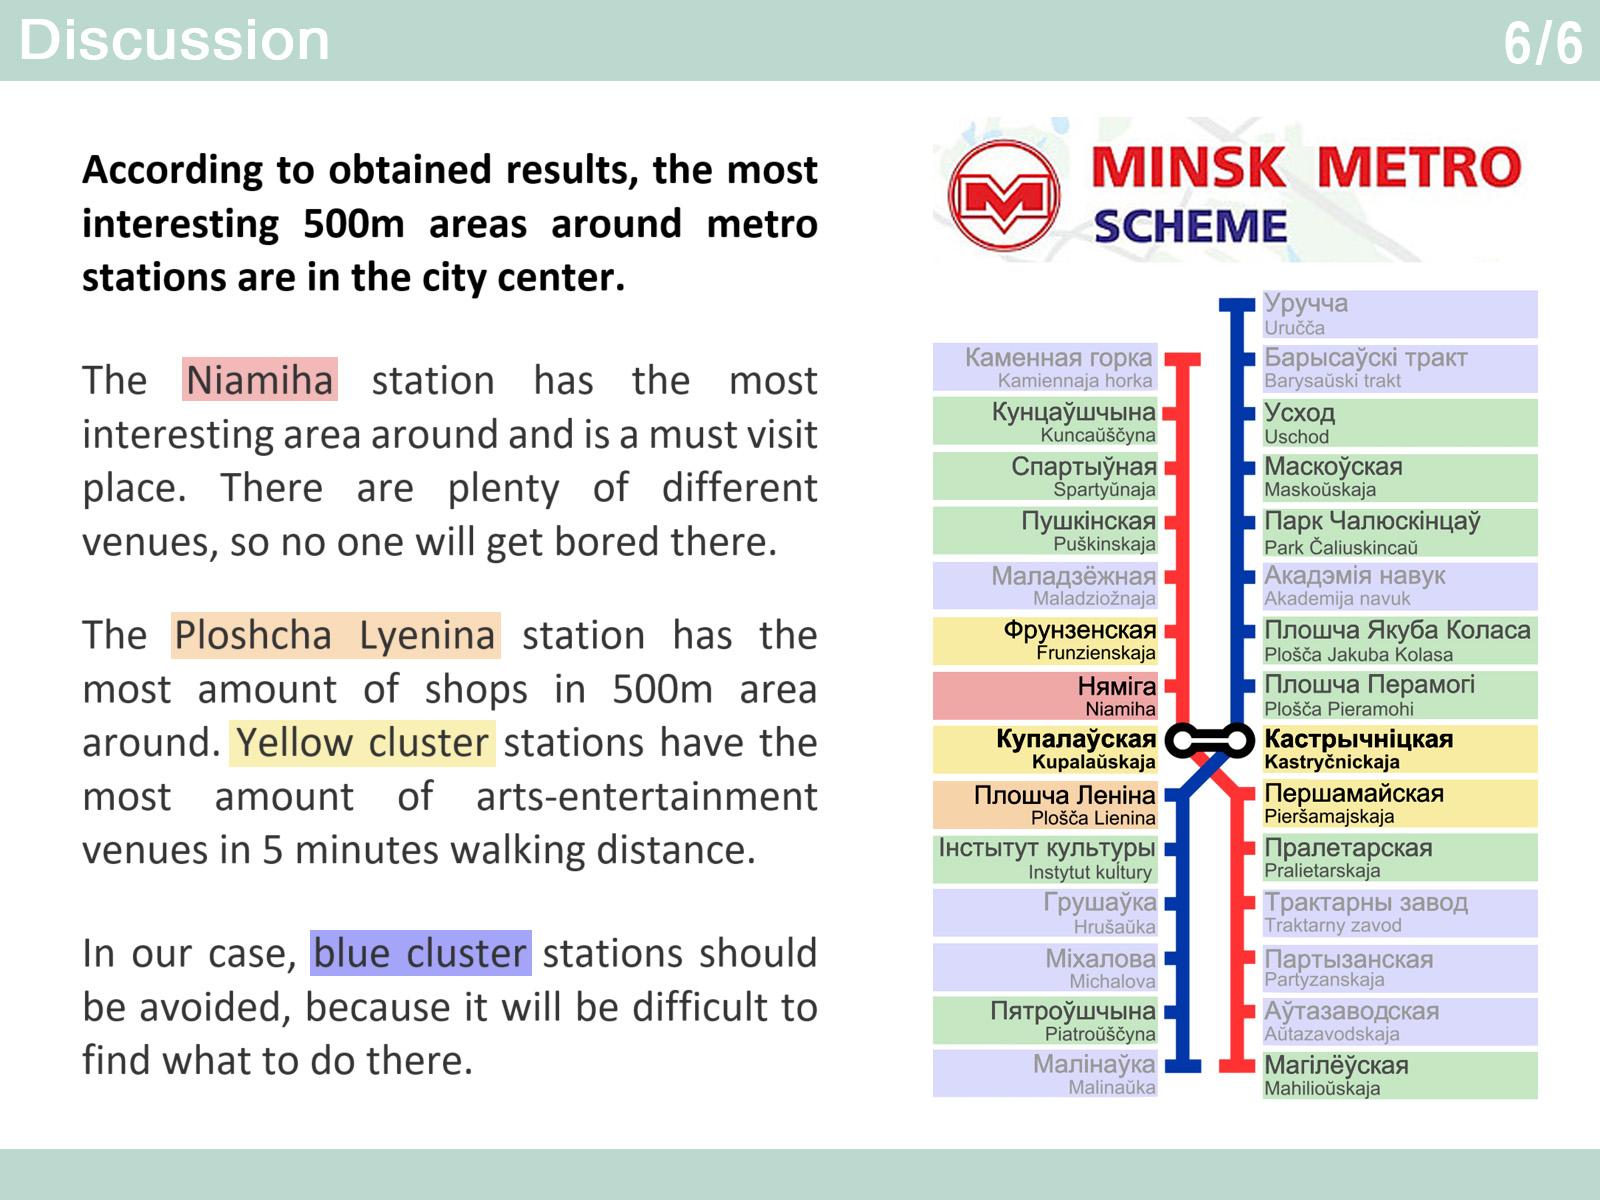 Discussion
6/6
According to obtained results, the most
interesting 500m areas around metro
stations are in the city center.
The Niamiha station has the most
interesting area around and is a must visit
place. There are plenty of different
venues, so no one will get bored there.
The Ploshcha Lyenina station has the
most amount of shops in 500m area
around. Yellow cluster stations have the
most amount of arts-entertainment
venues in 5 minutes walking distance.
In our case, blue cluster stations should
be avoided, because it will be difficult to
find what to do there.
MINSK METRO
SCHEME
Каменная горка
Kamiennaja horka
Кунцаўшчына
Kuncaŭščyna
Спартыўная
Spartyŭnaja
Пушкінская
Puškinskaja
Маладзёжная
Maladziožnaja
Фрунзенская
Frunzienskaja
Няміга
Niamiha
Купалаўская
Kupalaŭskaja
Плошча Леніна
Plošča Lienina
Інстытут культуры
Instytut kultury
Грушаўка
Hrušaŭka
Міхалова
Michalova
Пятроўшчына
Piatroŭščyna
Малінаўка
Malinaŭka
Уручча
Uručča
Барысаўскі тракт
Barysaŭski trakt
Усход
Uschod
Маскоўская
Maskoŭskaja
Парк Чалюскінцаў
Park Čaliuskincaŭ
Акадэмія навук
Akademija navuk
Плошча Якуба Коласа
Plošča Jakuba Kolasa
Плошча Перамогі
Plošča Pieramohi
Кастрычніцкая
Kastryčnickaja
Першамайская
Pieršamajskaja
Пралетарская
Pralietarskaja
Трактарны завод
Traktarny zavod
Партызанская
Partyzanskaja
Аўтазаводская
Aŭtazavodskaja
Магілёўская
Mahilioŭskaja